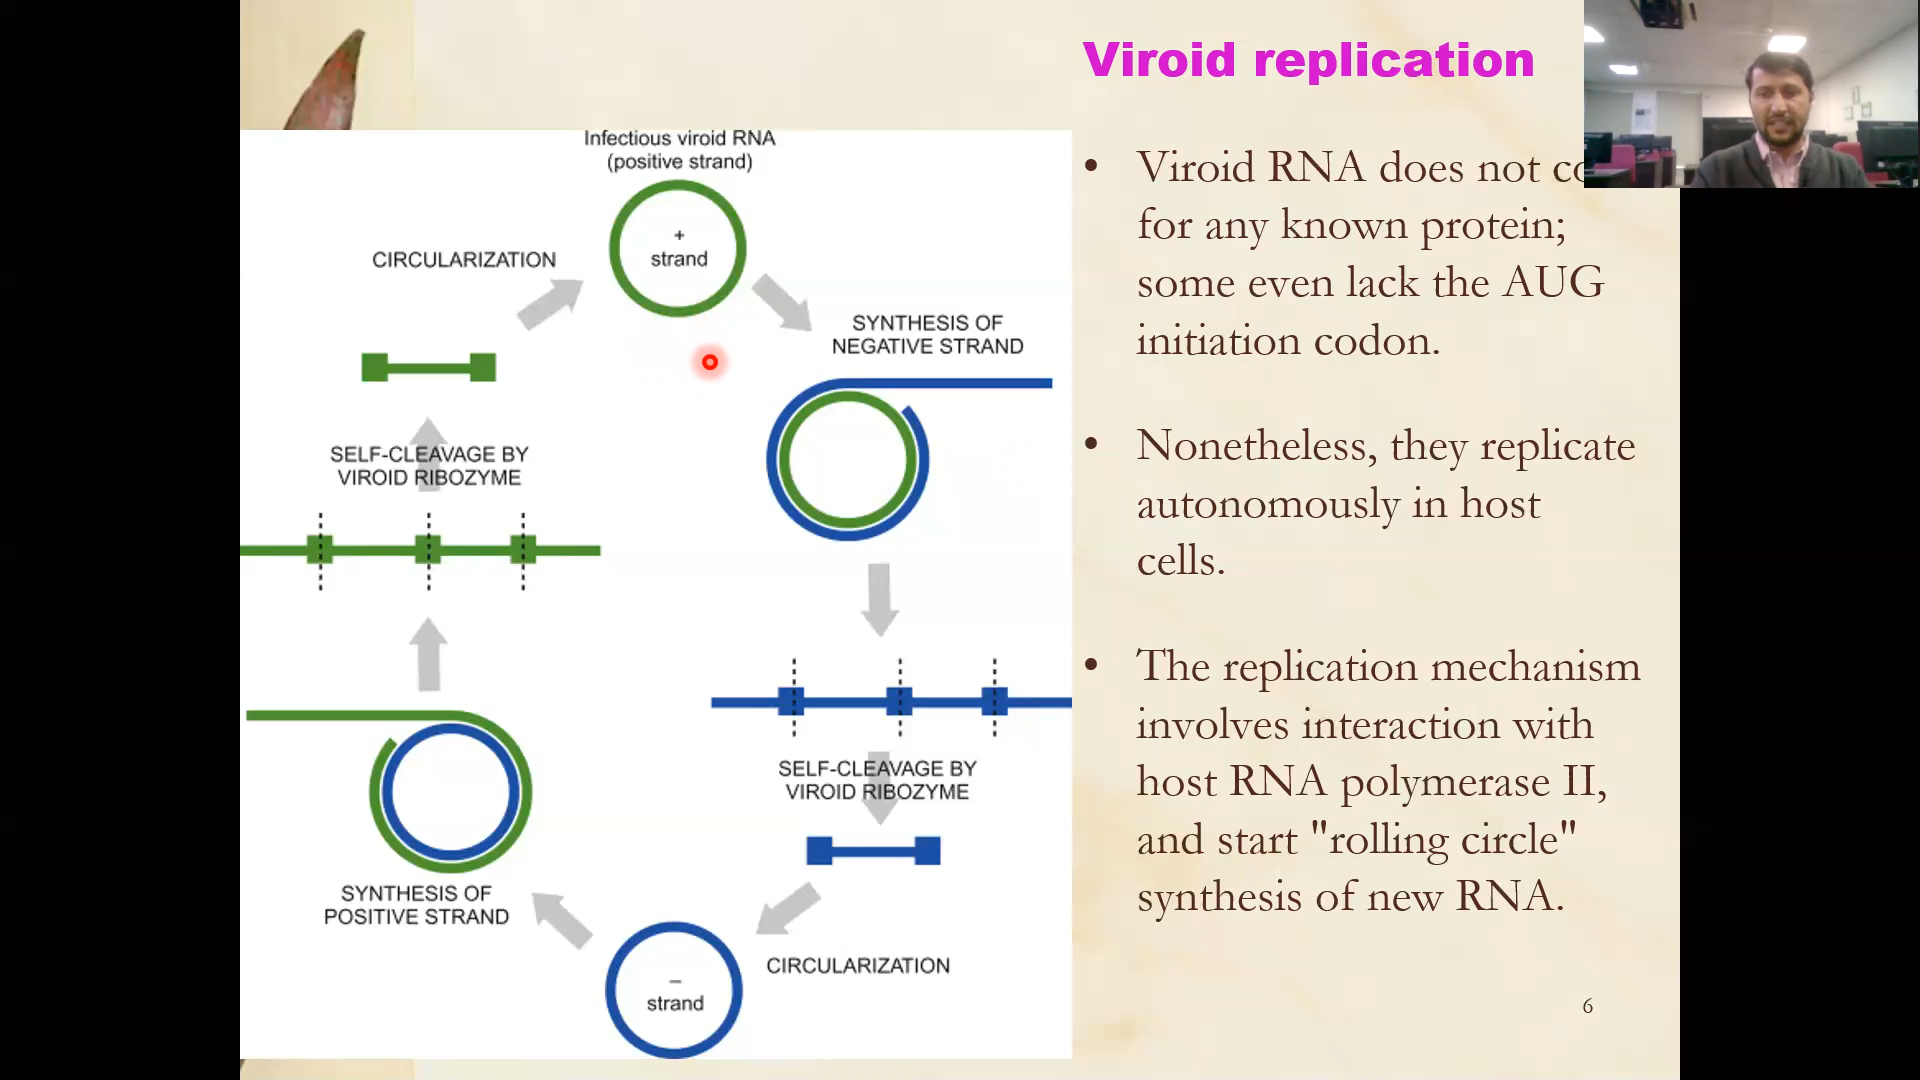 Viroid replication
Infectious viroid RNA
(positive strand)
+
strand
CIRCULARIZATION
SYNTHESIS OF
NEGATIVE STRAND
SELF-CLEAVAGE BY
VIROID RIBOZYME
SELF-CLEAVAGE BY
VIROID RIBOZYME
SYNTHESIS OF
POSITIVE STRAND
CIRCULARIZATION
–
strand
• Viroid RNA does not
for any known protein;
some even lack the AUG
initiation codon.
• Nonetheless, they replicate
autonomously in host
cells.
• The replication mechanism
involves interaction with
host RNA polymerase II,
and start "rolling circle"
synthesis of new RNA.
6